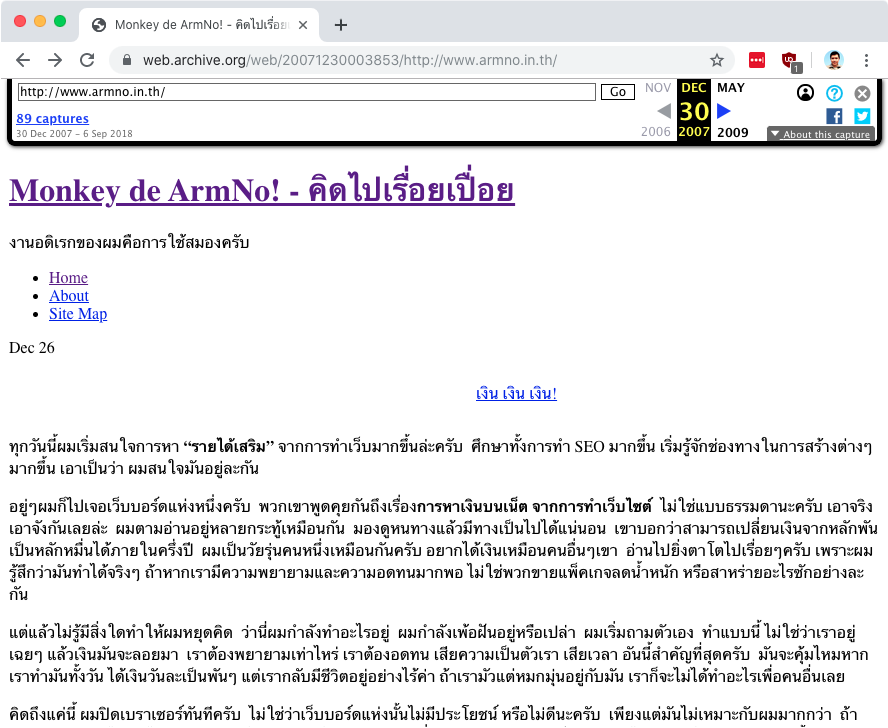 Monkey de ArmNo! - คิดไปเรื่อย
web.archive.org/web/20071230003853/http://www.armno.in.th/
1
http://www.armno.in.th/
Go
NOV DEC MAY
30
2006 2007 2009
89 captures
30 Dec 2007 – 6 Sep 2018
About this capture
Monkey de ArmNo! - คิดไปเรื่อยเปื่อย
งานอดิเรกของผมคือการใช้สมองครับ
Home
About
Site Map
Dec 26
เงิน เงิน เงิน!
ทุกวันนี้ผมเริ่มสนใจการหา “รายได้เสริม” จากการทำเว็บมากขึ้นล่ะครับ ศึกษาทั้งการทำ SEO มากขึ้น เริ่มรู้จักช่องทางในการสร้างต่างๆ
มากขึ้น เอาเป็นว่า ผมสนใจมันอยู่ละกัน
อยู่ๆผมก็ไปเจอเว็บบอร์ดแห่งหนึ่งครับ พวกเขาพูดคุยกันถึงเรื่องการหาเงินบนเน็ต จากการทำเว็บไซต์ ไม่ใช่แบบธรรมดานะครับ เอาจริง
เอาจังกันเลยล่ะ ผมตามอ่านอยู่หลายกระทู้เหมือนกัน มองดูหนทางแล้วมีทางเป็นไปได้แน่นอน เขาบอกว่าสามารถเปลี่ยนเงินจากหลักพัน
เป็นหลักหมื่นได้ภายในครึ่งปี ผมเป็นวัยรุ่นคนหนึ่งเหมือนกันครับ อยากได้เงินเหมือนคนอื่นๆเขา อ่านไปยิ่งตาโตไปเรื่อยๆครับ เพราะผม
รู้สึกว่ามันทำได้จริงๆ ถ้าหากเรามีความพยายามและความอดทนมากพอ ไม่ใช่พวกขายแพ็คเกจลดน้ำหนัก หรือสาหร่ายอะไรซักอย่างละ
กัน
แต่แล้วไม่รู้มีสิ่งใดทำให้ผมหยุดคิด ว่านี่ผมกำลังทำอะไรอยู่ ผมกำลังเพ้อฝันอยู่หรือเปล่า ผมเริ่มถามตัวเอง ทำแบบนี้ ไม่ใช่ว่าเราอยู่
เฉยๆ แล้วเงินมันจะลอยมา เราต้องพยายามเท่าไหร่ เราต้องอดทน เสียความเป็นตัวเรา เสียเวลา อันนี้สำคัญที่สุดครับ มันจะคุ้มไหมหาก
เราทำมันทั้งวัน ได้เงินวันละเป็นพันๆ แต่เรากลับมีชีวิตอยู่อย่างไร้ค่า ถ้าเรามัวแต่หมกมุ่นอยู่กับมัน เราก็จะไม่ได้ทำอะไรเพื่อคนอื่นเลย
คิดถึงแค่นี้ ผมปิดเบราเซอร์ทันทีครับ ไม่ใช่ว่าเว็บบอร์ดแห่งนั้นไม่มีประโยชน์ หรือไม่ดีนะครับ เพียงแต่มันไม่เหมาะกับผมมากกว่า ถ้า